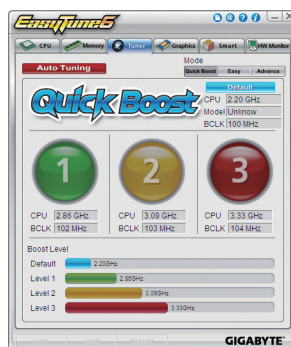 EasyTune6
CPU Memory Tuner Graphics Smart HW Monitor
Mode
Auto Tuning
Quick Boost Easy Advance
Quick Boost
Default
CPU 2.20 GHz
Model Unknow
BCLK 100 MHz
1 2 3
CPU 2.86 GHz CPU 3.09 GHz CPU 3.33 GHz
BCLK 102 MHz BCLK 103 MHz BCLK 104 MHz
Boost Level
Default 2.20GHz
Level 1 2.86GHz
Level 2 3.09GHz
Level 3 3.33GHz
GIGABYTE